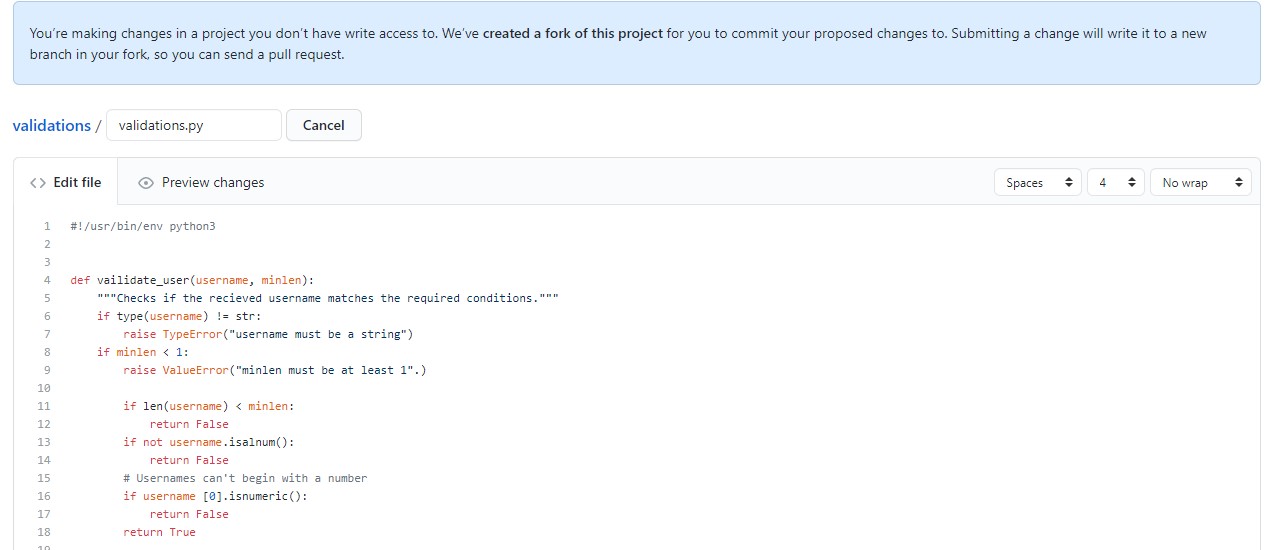 You're making changes in a project you don't have write access to. We've created a fork of this project for you to commit your proposed changes to. Submitting a change will write it to a new
branch in your fork, so you can send a pull request.
validations / validations.py Cancel
<> Edit file Preview changes Spaces 4 No wrap
1 #!/usr/bin/env python3
2
3
4 def vailidate_user(username, minlen):
5     """Checks if the recieved username matches the required conditions."""
6     if type(username) != str:
7         raise TypeError("username must be a string")
8     if minlen < 1:
9         raise ValueError("minlen must be at least 1".)
10
11         if len(username) < minlen:
12             return False
13         if not username.isalnum():
14             return False
15         # Usernames can't begin with a number
16         if username [0].isnumeric():
17             return False
18         return True
19